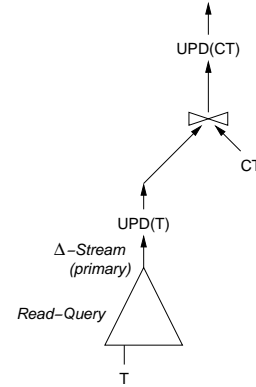 UPD(CT)
CT
UPD(T)
Δ−Stream
(primary)
Read−Query
T